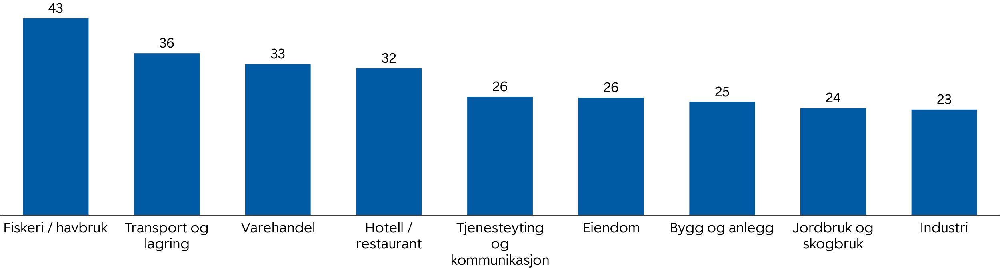 43
36
33
32
26
26
25
24
23
Fiskeri / havbruk
Transport og
lagring
Varehandel
Hotell /
restaurant
Tjenesteyting
og
kommunikasjon
Eiendom
Bygg og anlegg
Jordbruk og
skogbruk
Industri